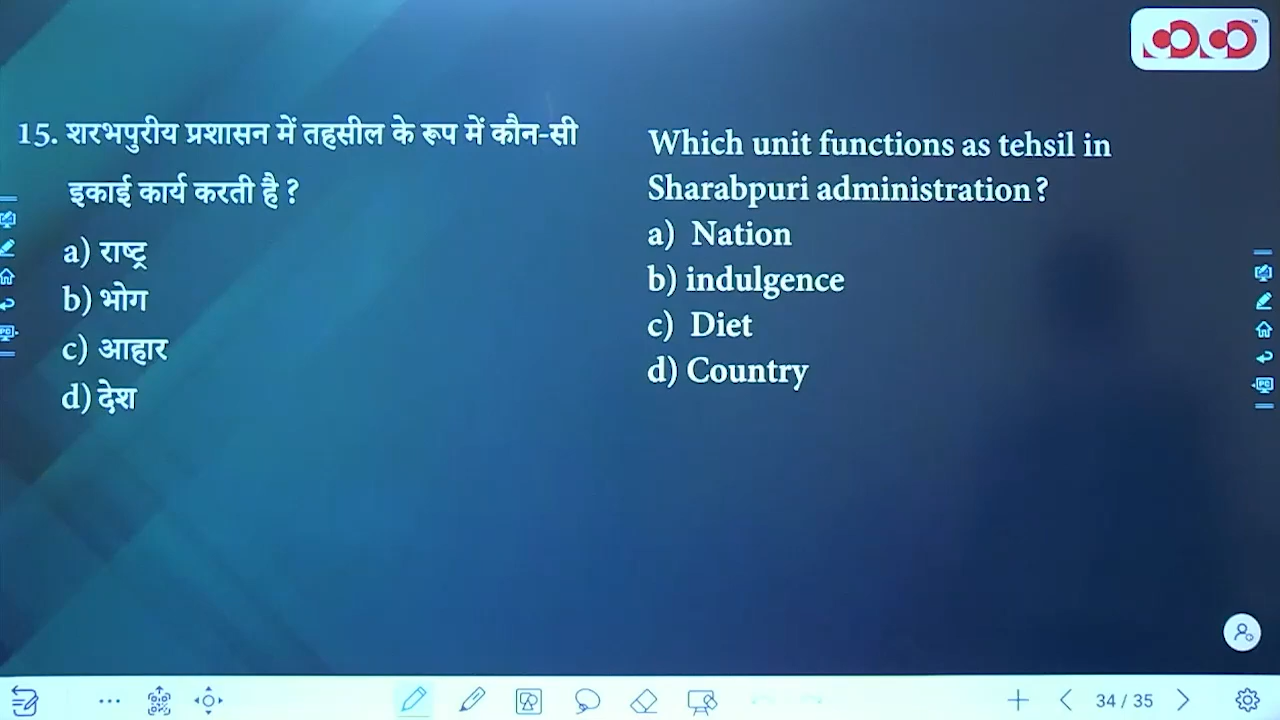 15. शरभपुरीय प्रशासन में तहसील के रूप में कौन-सी
इकाई कार्य करती है ?
a) राष्ट्र
b) भोग
c) आहार
d) देश
Which unit functions as tehsil in
Sharabpuri administration ?
a) Nation
b) indulgence
c) Diet
d) Country
34 / 35